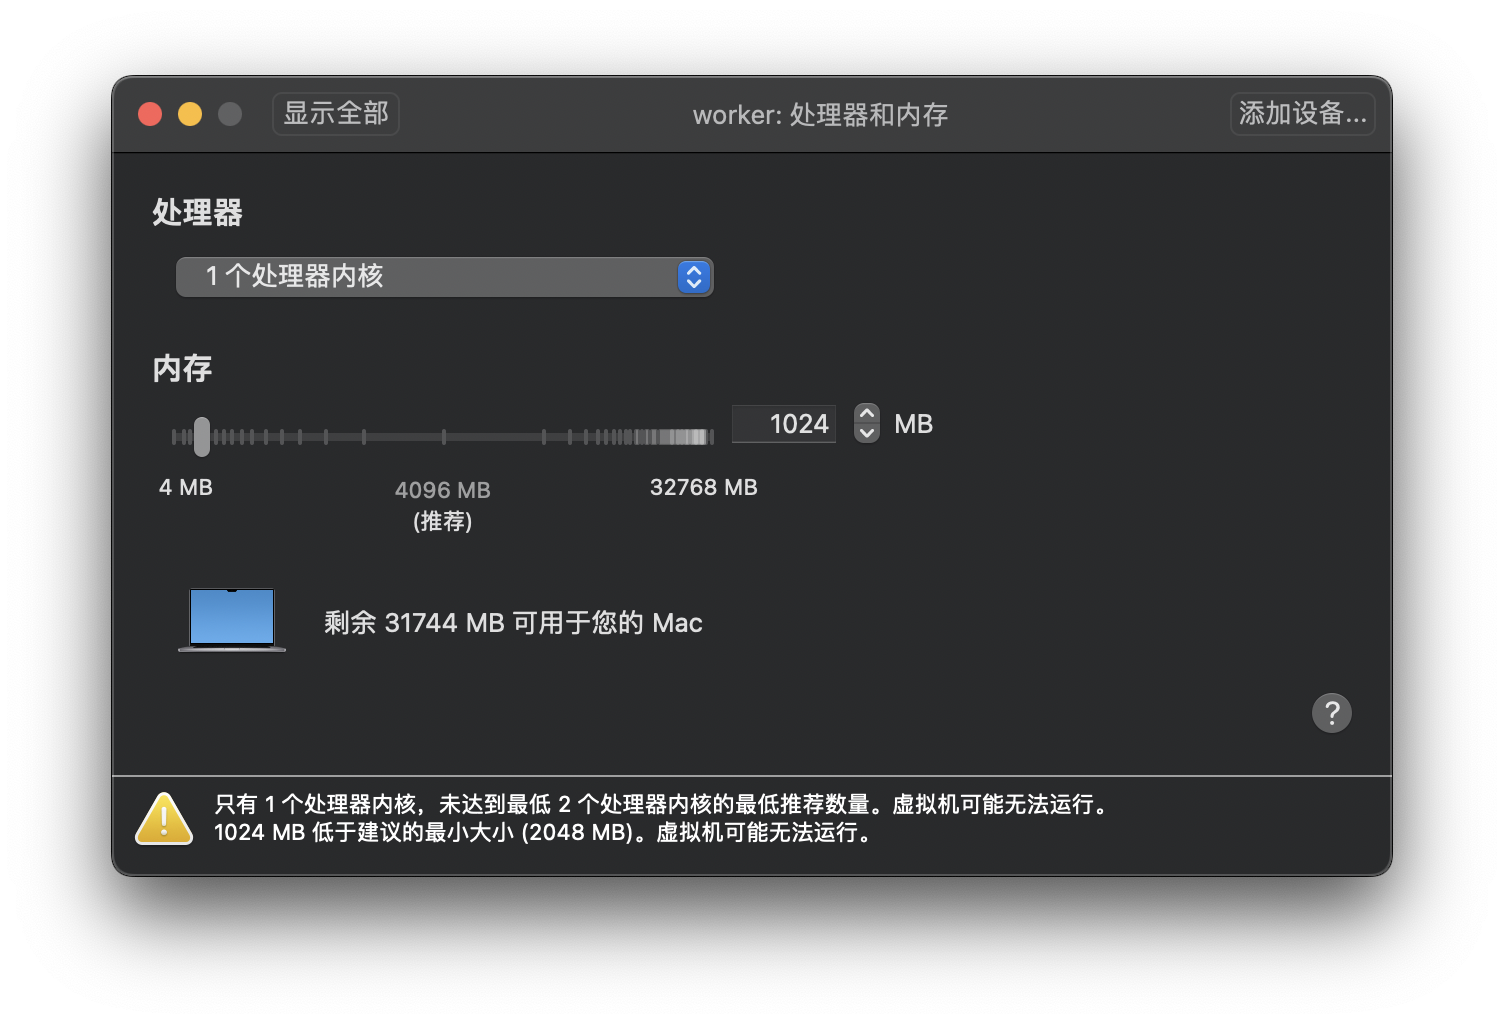 显示全部
worker: 处理器和内存
添加设备...
处理器
1 个处理器内核
内存
1024
MB
4 MB
4096 MB
(推荐)
32768 MB
剩余 31744 MB 可用于您的 Mac
?
只有 1 个处理器内核，未达到最低 2 个处理器内核的最低推荐数量。虚拟机可能无法运行。
1024 MB 低于建议的最小大小 (2048 MB)。虚拟机可能无法运行。